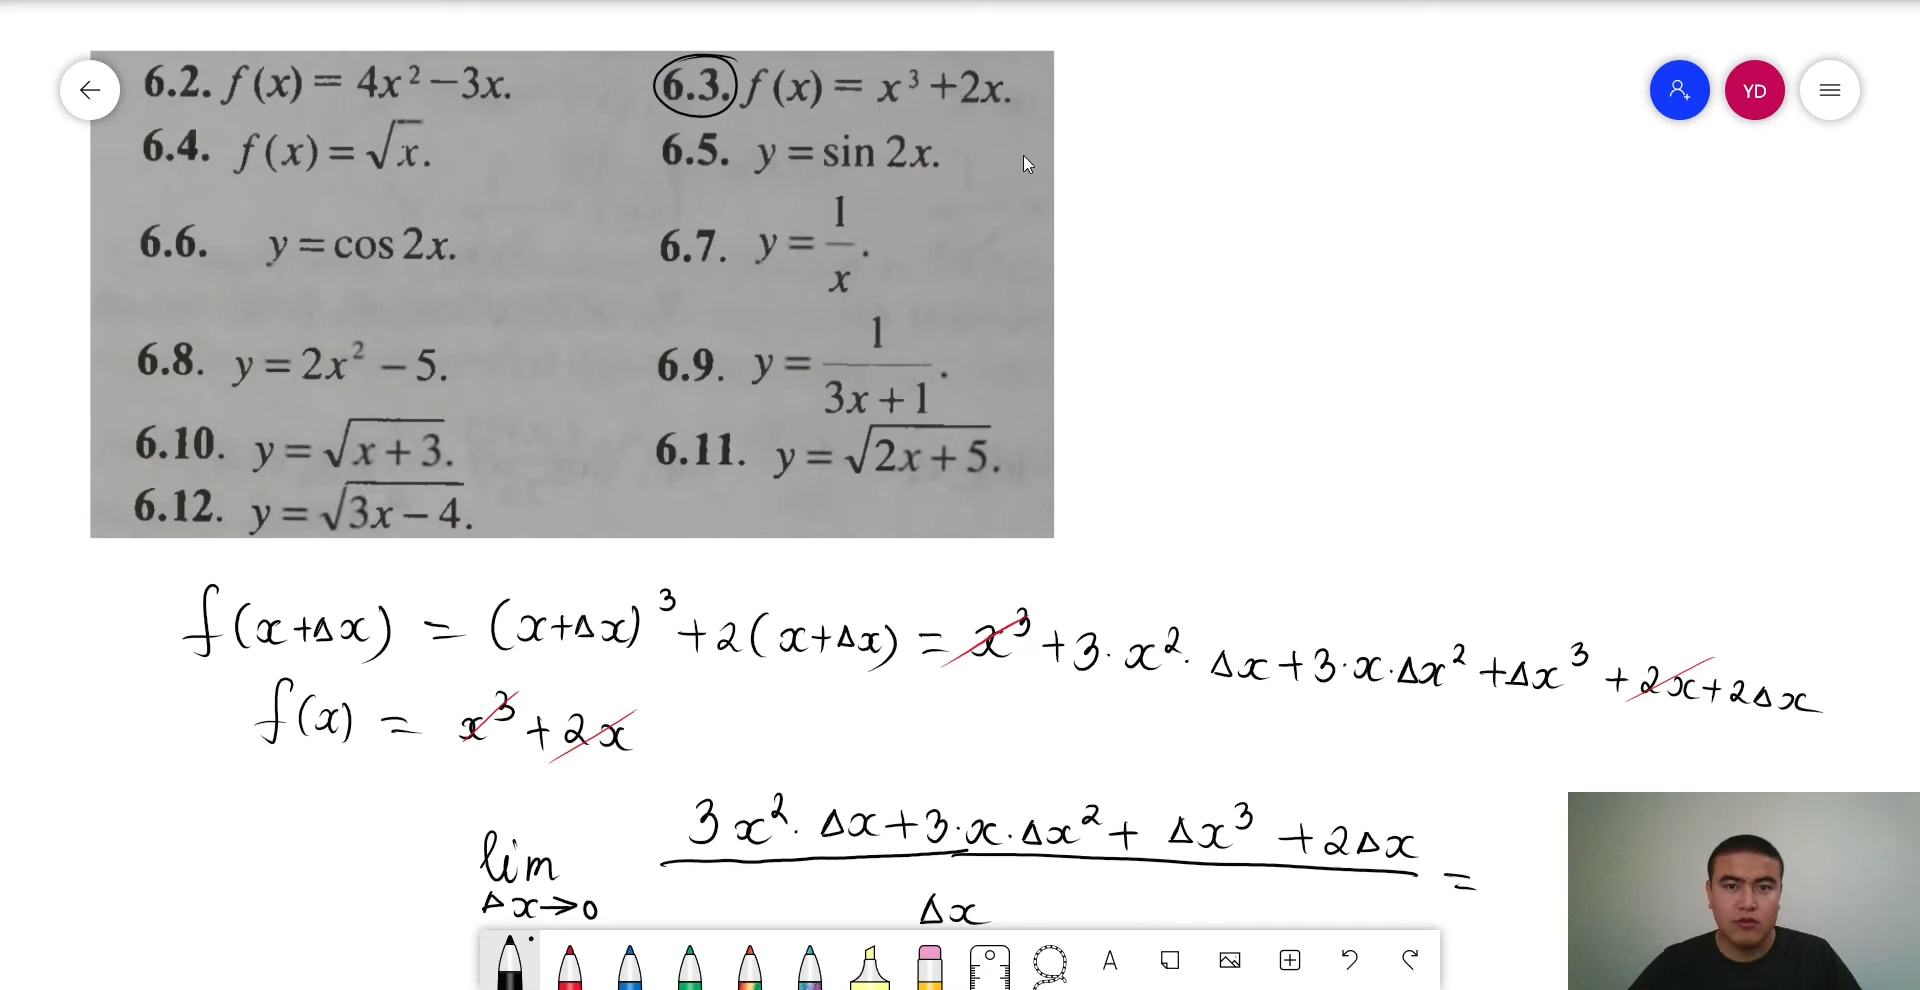 6.2. f(x) = 4x² − 3x.
6.3. f(x) = x³ + 2x.
YD
6.4. f(x) = √x.
6.5. y = sin 2x.
6.6. y = cos 2x.
6.7. y = 1/x.
6.8. y = 2x² − 5.
6.9. y = 1/(3x + 1).
6.10. y = √(x + 3).
6.11. y = √(2x + 5).
6.12. y = √(3x − 4).
f(x+Δx) = (x+Δx)³ + 2(x+Δx) = x³ + 3·x²·Δx + 3·x·Δx² + Δx³ + 2x + 2Δx
f(x) = x³ + 2x
lim Δx→0 (3x²·Δx + 3·x·Δx² + Δx³ + 2Δx)/Δx =
A